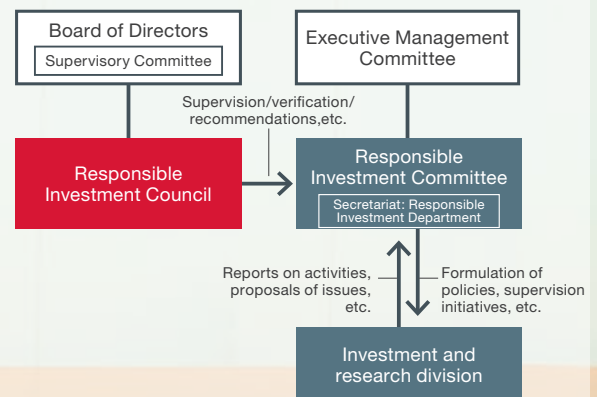 Board of Directors
Supervisory Committee
Executive Management
Committee
Supervision/verification/
recommendations,etc.
Responsible
Investment Council
Responsible
Investment Committee
Secretariat: Responsible
Investment Department
Reports on activities,
proposals of issues,
etc.
Formulation of
policies, supervision
initiatives, etc.
Investment and
research division